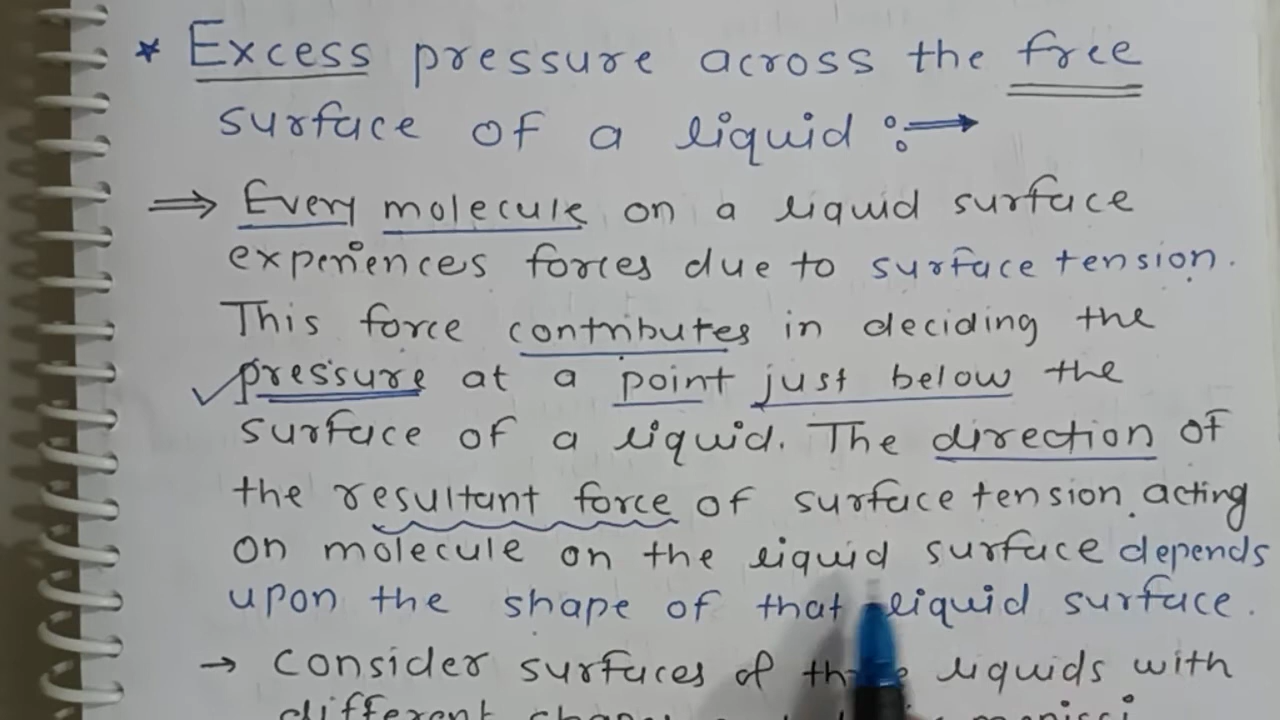 * Excess pressure across the free
surface of a liquid :→
⇒ Every molecule on a liquid surface
experiences forces due to surface tension.
This force contributes in deciding the
✓pressure at a point just below the
surface of a liquid. The direction of
the resultant force of surface tension acting
on molecule on the liquid surface depends
upon the shape of that liquid surface.
→ Consider surfaces of liquids with
different